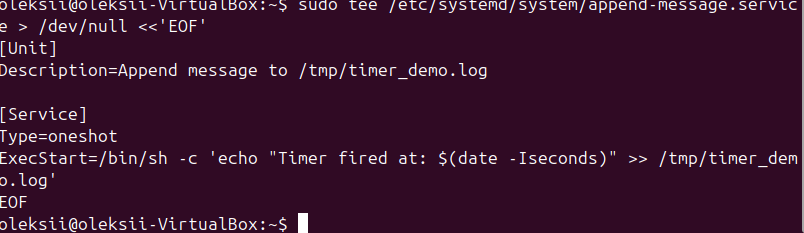 oleksii@oleksii-VirtualBox:~$ sudo tee /etc/systemd/system/append-message.servic
e > /dev/null <<'EOF'
[Unit]
Description=Append message to /tmp/timer_demo.log

[Service]
Type=oneshot
ExecStart=/bin/sh -c 'echo "Timer fired at: $(date -Iseconds)" >> /tmp/timer_dem
o.log'
EOF
oleksii@oleksii-VirtualBox:~$